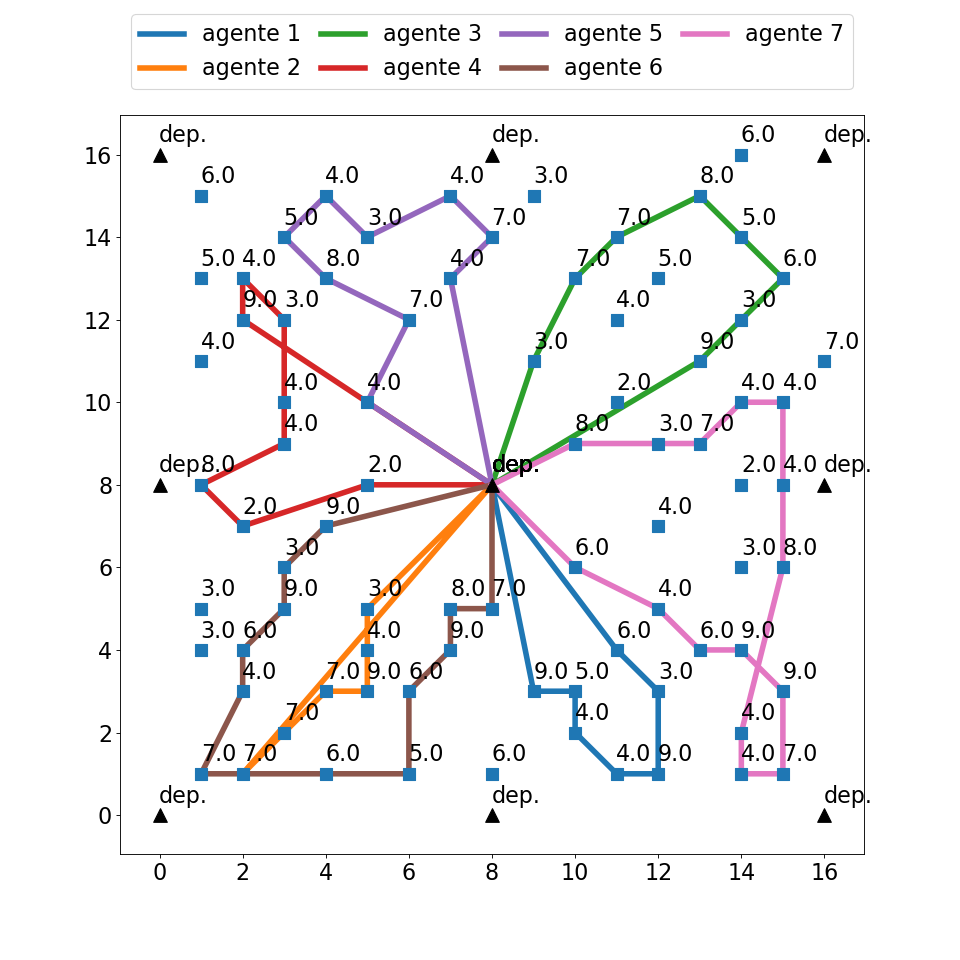 agente 1 agente 3 agente 5 agente 7
agente 2 agente 4 agente 6
dep. dep. 6.0 dep.
16
6.0 4.0 4.0 3.0 8.0
5.0 3.0 7.0 7.0 5.0
14
5.0 4.0 8.0 4.0 7.0 5.0 6.0
9.0 3.0 7.0 4.0 3.0
12
4.0 3.0 9.0 7.0
4.0 4.0 2.0 4.0 4.0
10
4.0 8.0 3.0 7.0
dep. 8.0 2.0 dep. 2.0 4.0 dep.
8
2.0 9.0 4.0
3.0 6.0 3.0 8.0
6
3.0 9.0 3.0 8.0 7.0 4.0
3.0 6.0 4.0 9.0 6.0 6.0 9.0
4
4.0 7.0 9.0 6.0 9.0 5.0 3.0 9.0
7.0 4.0 4.0
2
7.0 7.0 6.0 5.0 6.0 4.0 9.0 4.0 7.0
dep. dep. dep.
0
0 2 4 6 8 10 12 14 16